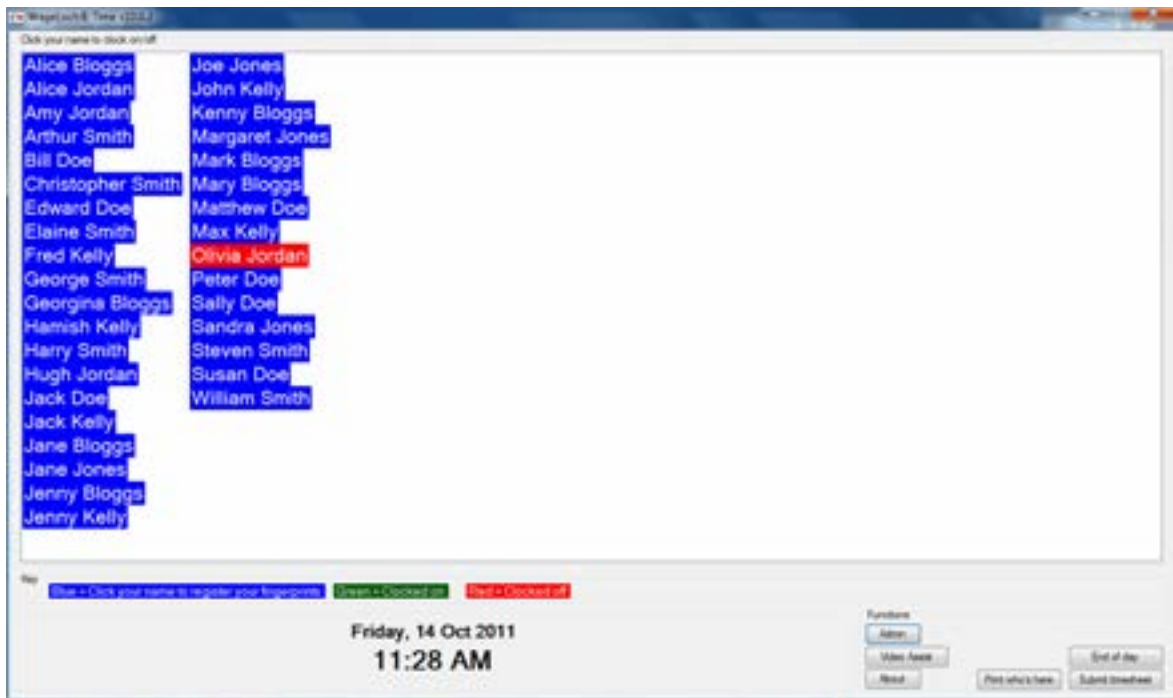 Click your name to clock on/off
Alice Bloggs
Alice Jordan
Amy Jordan
Arthur Smith
Bill Doe
Christopher Smith
Edward Doe
Elaine Smith
Fred Kelly
George Smith
Georgina Bloggs
Hamish Kelly
Harry Smith
Hugh Jordan
Jack Doe
Jack Kelly
Jane Bloggs
Jane Jones
Jenny Bloggs
Jenny Kelly
Joe Jones
John Kelly
Kenny Bloggs
Margaret Jones
Mark Bloggs
Mary Bloggs
Matthew Doe
Max Kelly
Olivia Jordan
Peter Doe
Sally Doe
Sandra Jones
Steven Smith
Susan Doe
William Smith
Key
Blue = Click your name to register your fingerprints
Green = Clocked on
Red = Clocked off
Friday, 14 Oct 2011
11:28 AM
Functions
Admin
Video Assist
About
Print who's here
End of day
Submit timesheet